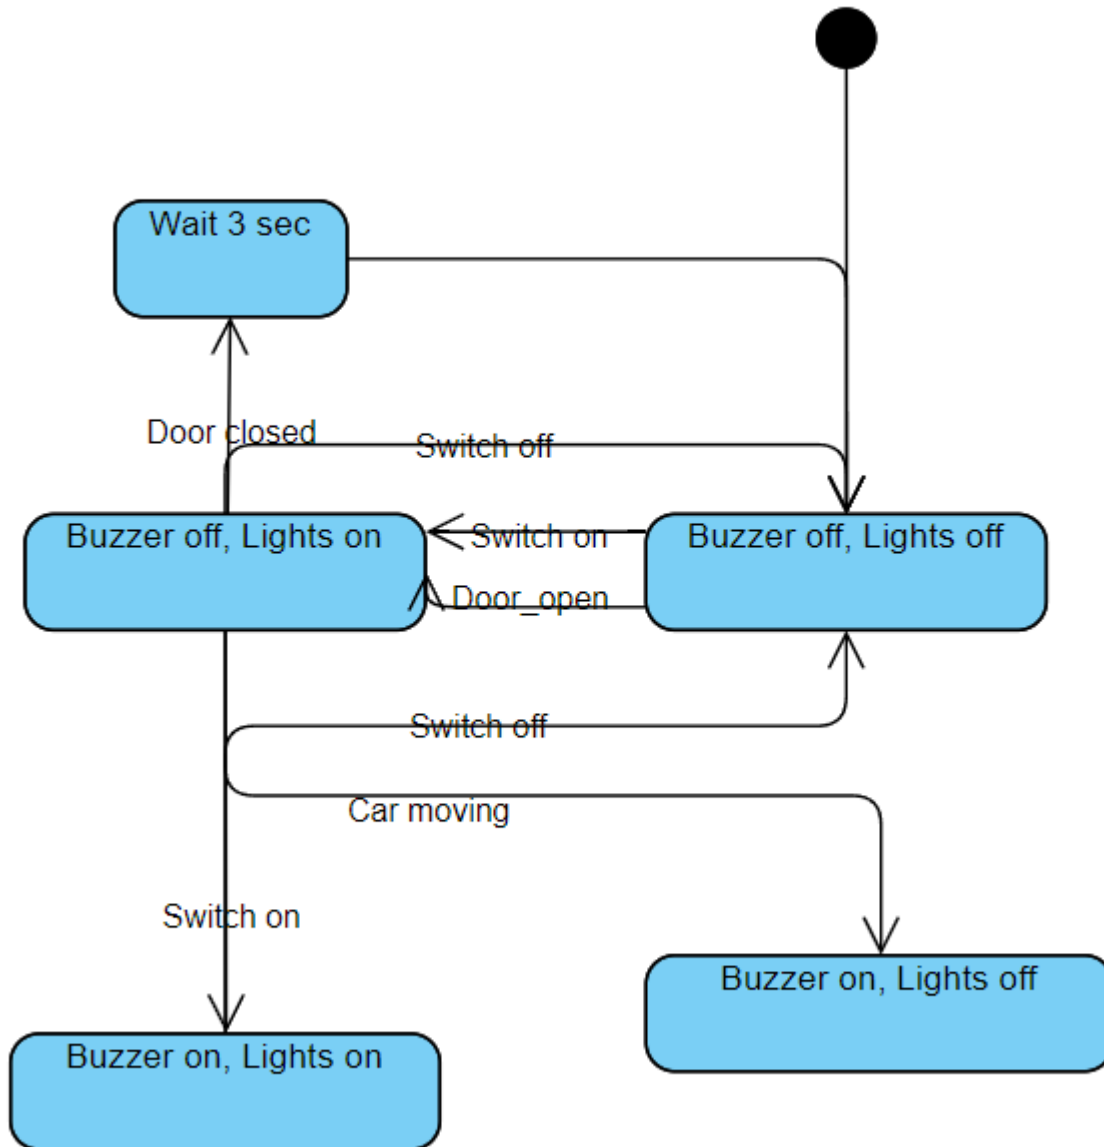 Wait 3 sec
Door closed
Switch off
Buzzer off, Lights on
Switch on
Buzzer off, Lights off
Door_open
Switch off
Car moving
Switch on
Buzzer on, Lights off
Buzzer on, Lights on